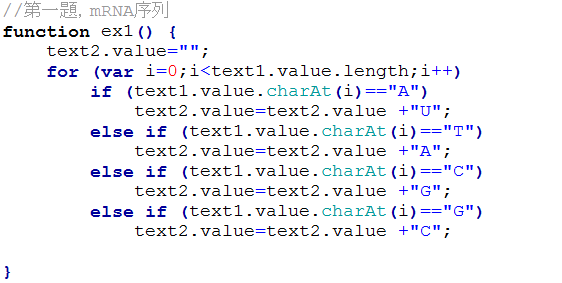 //第一題, mRNA序列
function ex1() {
    text2.value="";
    for (var i=0;i<text1.value.length;i++)
        if (text1.value.charAt(i)=="A")
            text2.value=text2.value +"U";
        else if (text1.value.charAt(i)=="T")
            text2.value=text2.value +"A";
        else if (text1.value.charAt(i)=="C")
            text2.value=text2.value +"G";
        else if (text1.value.charAt(i)=="G")
            text2.value=text2.value +"C";
}